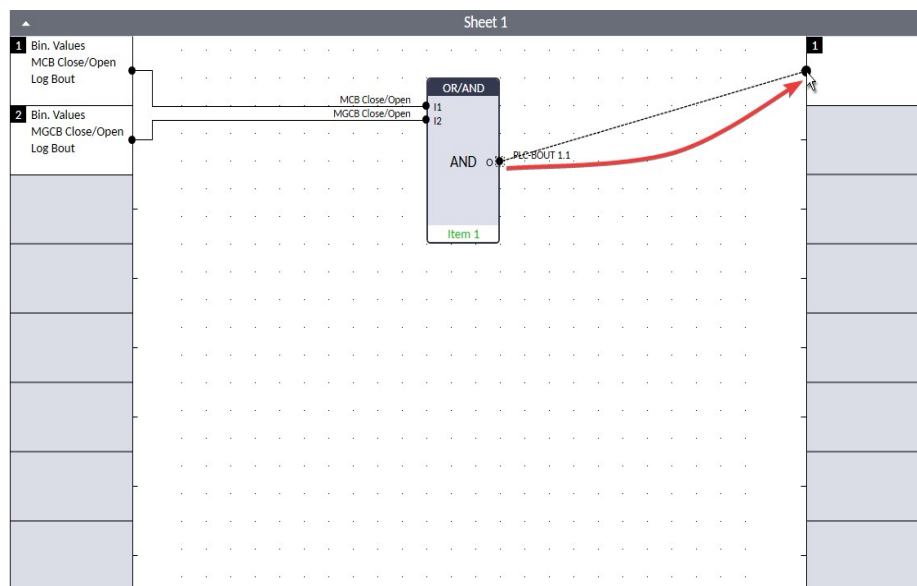 Sheet 1
1 Bin. Values
MCB Close/Open
Log Bout
2 Bin. Values
MGCB Close/Open
Log Bout
MCB Close/Open
MGCB Close/Open
OR/AND
I1
I2
AND O
PLC-BOUT 1.1
Item 1
1